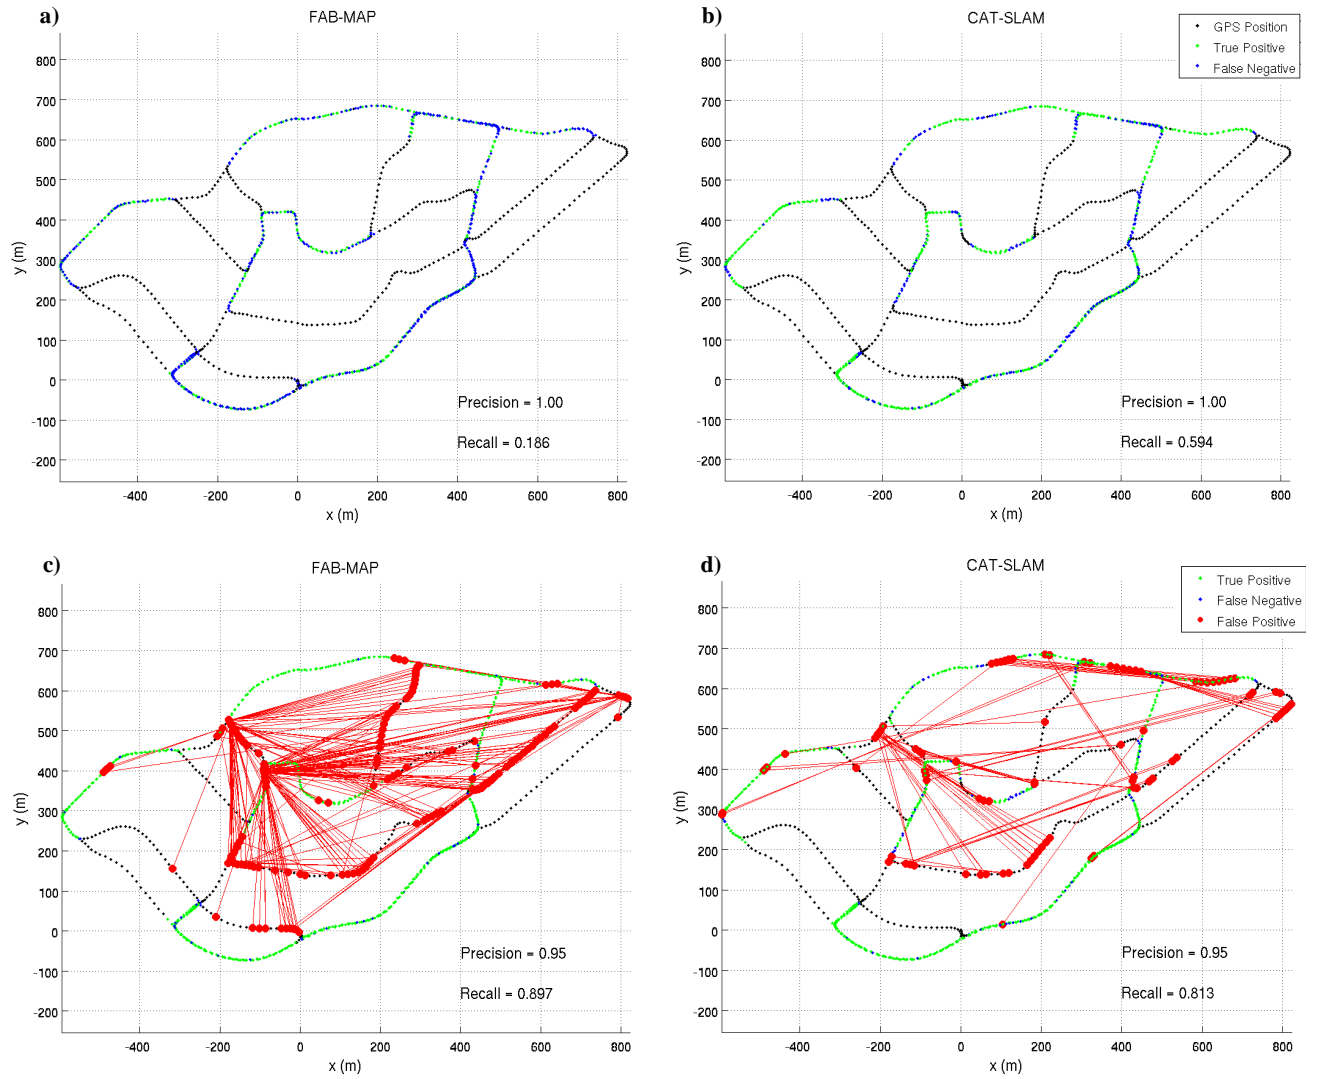 a)
FAB-MAP
800
700
600
500
400
300
200
100
0
-100
-200
y (m)
-400
-200
0
200
400
600
800
x (m)
Precision = 1.00
Recall = 0.186
b)
CAT-SLAM
GPS Position
True Positive
False Negative
800
700
600
500
400
300
200
100
0
-100
-200
y (m)
-400
-200
0
200
400
600
800
x (m)
Precision = 1.00
Recall = 0.594
c)
FAB-MAP
800
700
600
500
400
300
200
100
0
-100
-200
y (m)
-400
-200
0
200
400
600
800
x (m)
Precision = 0.95
Recall = 0.897
d)
CAT-SLAM
True Positive
False Negative
False Positive
800
700
600
500
400
300
200
100
0
-100
-200
y (m)
-400
-200
0
200
400
600
800
x (m)
Precision = 0.95
Recall = 0.813